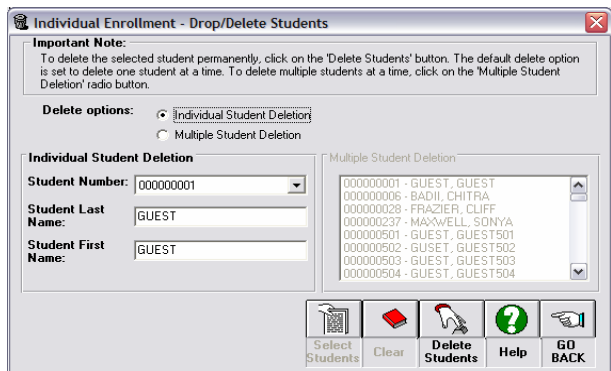 Individual Enrollment - Drop/Delete Students
Important Note:
To delete the selected student permanently, click on the 'Delete Students' button. The default delete option
is set to delete one student at a time. To delete multiple students at a time, click on the 'Multiple Student
Deletion' radio button.
Delete options:
Individual Student Deletion
Multiple Student Deletion
Individual Student Deletion
Student Number: 000000001
Student Last
Name:
GUEST
Student First
Name:
GUEST
Multiple Student Deletion
000000001 - GUEST, GUEST
000000006 - BADII, CHITRA
000000028 - FRAZIER, CLIFF
000000237 - MAXWELL, SONYA
000000501 - GUEST, GUEST501
000000502 - GUSET, GUEST502
000000503 - GUEST, GUEST503
000000504 - GUEST, GUEST504
Select
Students
Clear
Delete
Students
Help
GO
BACK